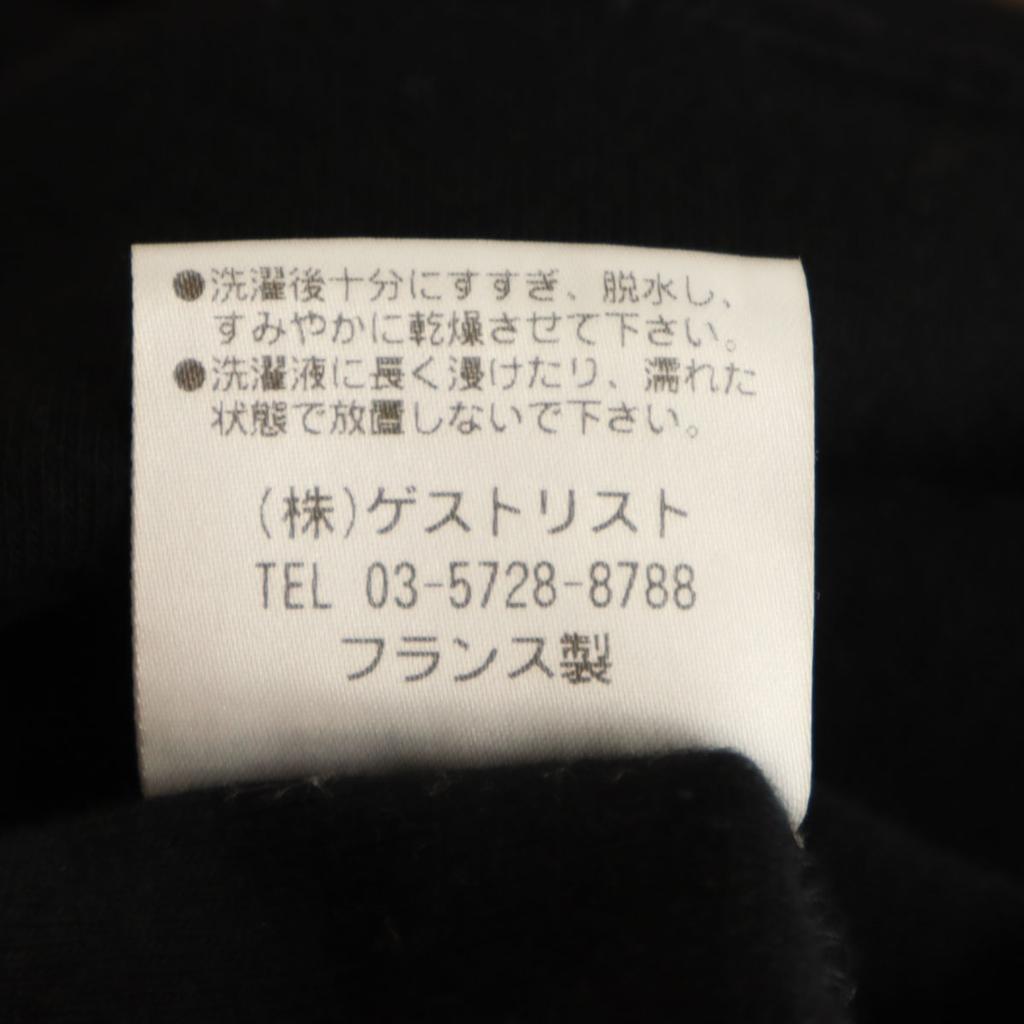 ●洗濯後十分にすすぎ、脱水し、
すみやかに乾燥させて下さい。
●洗濯液に長く浸けたり、濡れた
状態で放置しないで下さい。
(株)ゲストリスト
TEL 03-5728-8788
フランス製